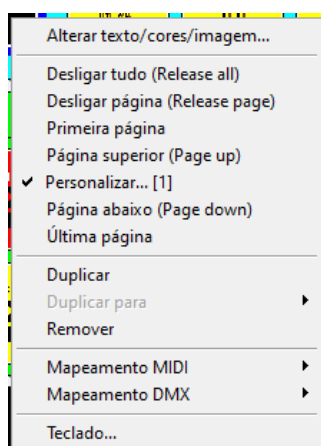 Alterar texto/cores/imagem...
Desligar tudo (Release all)
Desligar página (Release page)
Primeira página
Página superior (Page up)
Personalizar... [1]
Página abaixo (Page down)
Última página
Duplicar
Duplicar para
Remover
Mapeamento MIDI
Mapeamento DMX
Teclado...